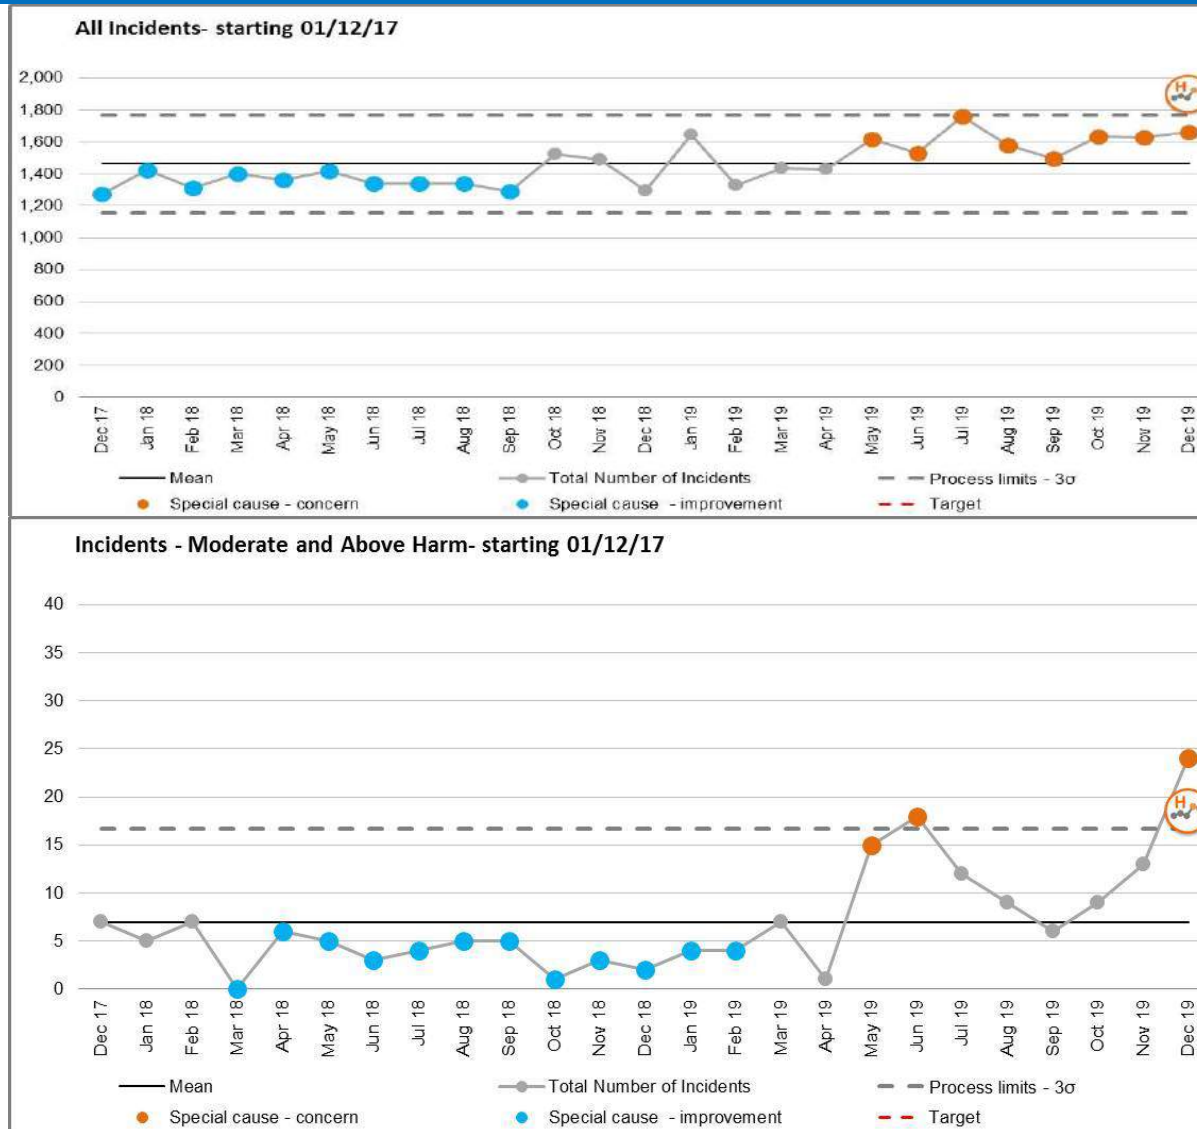 All Incidents- starting 01/12/17
2,000
1,800
1,600
1,400
1,200
1,000
800
600
400
200
0
H
Dec 17 Jan 18 Feb 18 Mar 18 Apr 18 May 18 Jun 18 Jul 18 Aug 18 Sep 18 Oct 18 Nov 18 Dec 18 Jan 19 Feb 19 Mar 19 Apr 19 May 19 Jun 19 Jul 19 Aug 19 Sep 19 Oct 19 Nov 19 Dec 19
Mean Total Number of Incidents Process limits - 3σ
Special cause - concern Special cause - improvement Target
Incidents - Moderate and Above Harm- starting 01/12/17
40
35
30
25
20
15
10
5
0
H
Dec 17 Jan 18 Feb 18 Mar 18 Apr 18 May 18 Jun 18 Jul 18 Aug 18 Sep 18 Oct 18 Nov 18 Dec 18 Jan 19 Feb 19 Mar 19 Apr 19 May 19 Jun 19 Jul 19 Aug 19 Sep 19 Oct 19 Nov 19 Dec 19
Mean Total Number of Incidents Process limits - 3σ
Special cause - concern Special cause - improvement Target